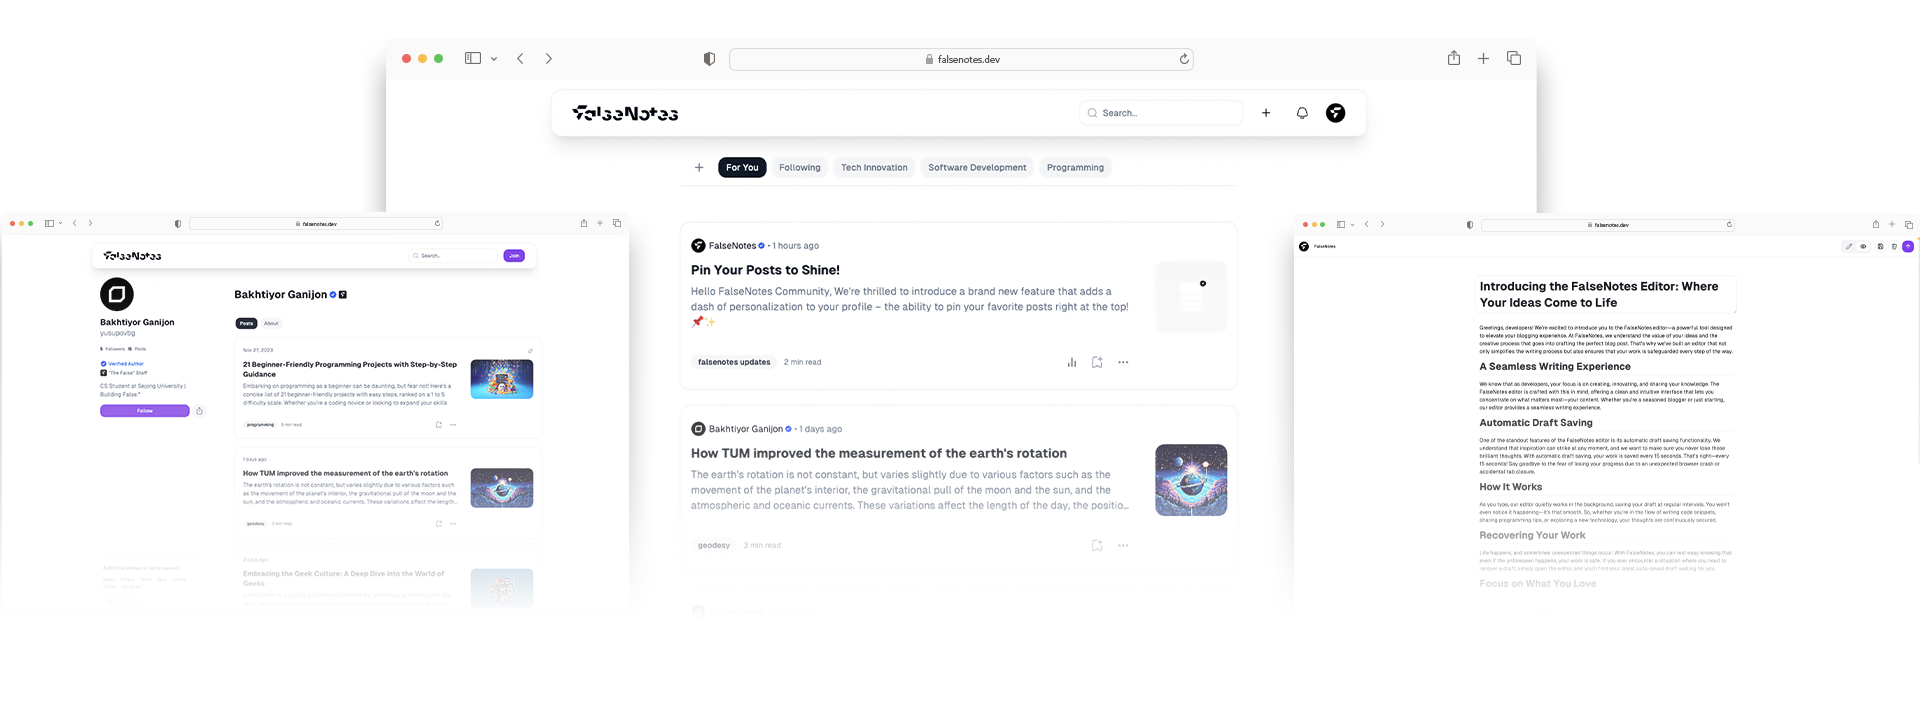 falsenotes.dev
FalseNotes
Search...
For You
Following
Tech Innovation
Software Development
Programming
FalseNotes • 1 hours ago
Pin Your Posts to Shine!
Hello FalseNotes Community, We're thrilled to introduce a brand new feature that adds a
dash of personalization to your profile – the ability to pin your favorite posts right at the top!
📌✨
falsenotes updates
2 min read
Bakhtiyor Ganijon • 1 days ago
How TUM improved the measurement of the earth's rotation
The earth's rotation is not constant, but varies slightly due to various factors such as the
movement of the planet's interior, the gravitational pull of the moon and the sun, and the
atmospheric and oceanic currents. These variations affect the length of the day, the positio...
geodesy
3 min read
falsenotes.dev
FalseNotes
Search...
Join
Bakhtiyor Ganijon
yusupovbg
5 Followers 15 Posts
Verified Author
"The False" Staff
CS Student at Sejong University |
Building False.*
Follow
Bakhtiyor Ganijon
Posts
About
Nov 27, 2023
21 Beginner-Friendly Programming Projects with Step-by-Step
Guidance
Embarking on programming as a beginner can be daunting, but fear not! Here's a
concise list of 21 beginner-friendly projects with easy steps, ranked on a 1 to 5
difficulty scale. Whether you're a coding novice or looking to expand your skills
programming
5 min read
1 days ago
How TUM improved the measurement of the earth's rotation
The earth's rotation is not constant, but varies slightly due to various factors such
as the movement of the planet's interior, the gravitational pull of the moon and the
sun, and the atmospheric and oceanic currents. These variations affect the length...
geodesy
3 min read
2 days ago
Embracing the Geek Culture: A Deep Dive into the World of
Geeks
falsenotes.dev
FalseNotes
Introducing the FalseNotes Editor: Where
Your Ideas Come to Life
Greetings, developers! We're excited to introduce you to the FalseNotes editor—a powerful tool designed
to elevate your blogging experience. At FalseNotes, we understand the value of your ideas and the
creative process that goes into crafting the perfect blog post. That's why we've built an editor that not
only simplifies the writing process but also ensures that your work is safeguarded every step of the way.
A Seamless Writing Experience
We know that as developers, your focus is on creating, innovating, and sharing your knowledge. The
FalseNotes editor is crafted with this in mind, offering a clean and intuitive interface that lets you
concentrate on what matters most—your content. Whether you're a seasoned blogger or just starting,
our editor provides a seamless writing experience.
Automatic Draft Saving
One of the standout features of the FalseNotes editor is its automatic draft saving functionality. We
understand that inspiration can strike at any moment, and we want to make sure you never lose those
brilliant thoughts. With automatic draft saving, your work is saved every 15 seconds. That's right—every
15 seconds! Say goodbye to the fear of losing your progress due to an unexpected browser crash or
accidental tab closure.
How It Works
As you type, our editor quietly works in the background, saving your draft at regular intervals. You won't
even notice it happening—it's that smooth. So, whether you're in the flow of writing code snippets,
sharing programming tips, or exploring a new technology, your thoughts are continuously secured.
Recovering Your Work
Life happens, and sometimes unexpected things occur. With FalseNotes, you can rest easy knowing that
even if the unforeseen happens, your work is safe. If you ever encounter a situation where you need to
recover a draft, simply open the editor, and you'll find your latest auto-saved draft waiting for you.
Focus on What You Love